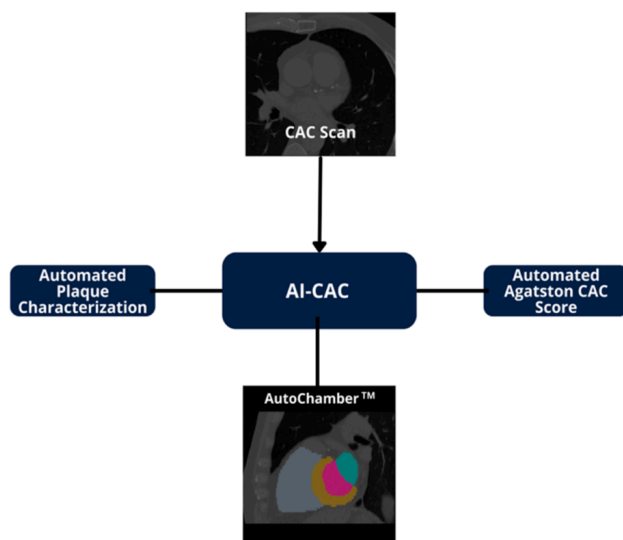 CAC Scan
Automated
Plaque
Characterization
AI-CAC
Automated
Agatston CAC
Score
AutoChamber™